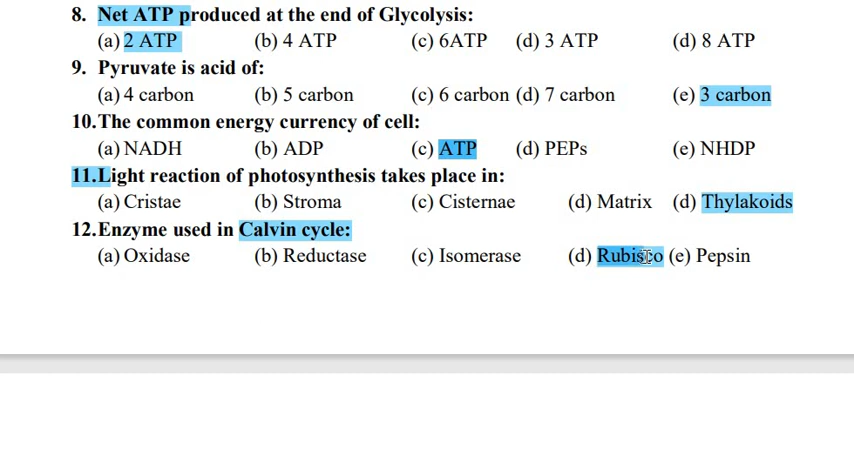 8. Net ATP produced at the end of Glycolysis:
(a) 2 ATP (b) 4 ATP (c) 6ATP (d) 3 ATP (d) 8 ATP
9. Pyruvate is acid of:
(a) 4 carbon (b) 5 carbon (c) 6 carbon (d) 7 carbon (e) 3 carbon
10.The common energy currency of cell:
(a) NADH (b) ADP (c) ATP (d) PEPs (e) NHDP
11.Light reaction of photosynthesis takes place in:
(a) Cristae (b) Stroma (c) Cisternae (d) Matrix (d) Thylakoids
12.Enzyme used in Calvin cycle:
(a) Oxidase (b) Reductase (c) Isomerase (d) Rubisco (e) Pepsin